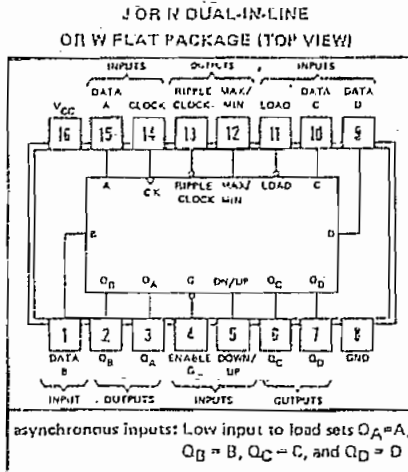 J OR N DUAL-IN-LINE
OR W FLAT PACKAGE (TOP VIEW)
INPUTS OUTPUTS INPUTS
DATA RIPPLE MAX/ DATA DATA
A CLOCK CLOCK MIN LOAD C D
VCC
16 15 14 13 12 11 10 9
A CK RIPPLE CLOCK MAX/ MIN LOAD C
B D
QB QA G DN/UP QC QD
1 2 3 4 5 6 7 8
DATA QB QA ENABLE DOWN/ QC QD GND
B G UP
INPUT OUTPUTS INPUTS OUTPUTS
asynchronous inputs: Low input to load sets QA = A,
QB = B, QC = C, and QD = D